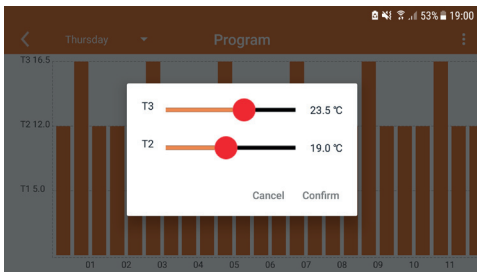 53% 19:00
Thursday Program
T3 16.5
T3 23.5 ℃
T2 12.0
T2 19.0 ℃
T1 5.0
Cancel Confirm
01 02 03 04 05 06 07 08 09 10 11